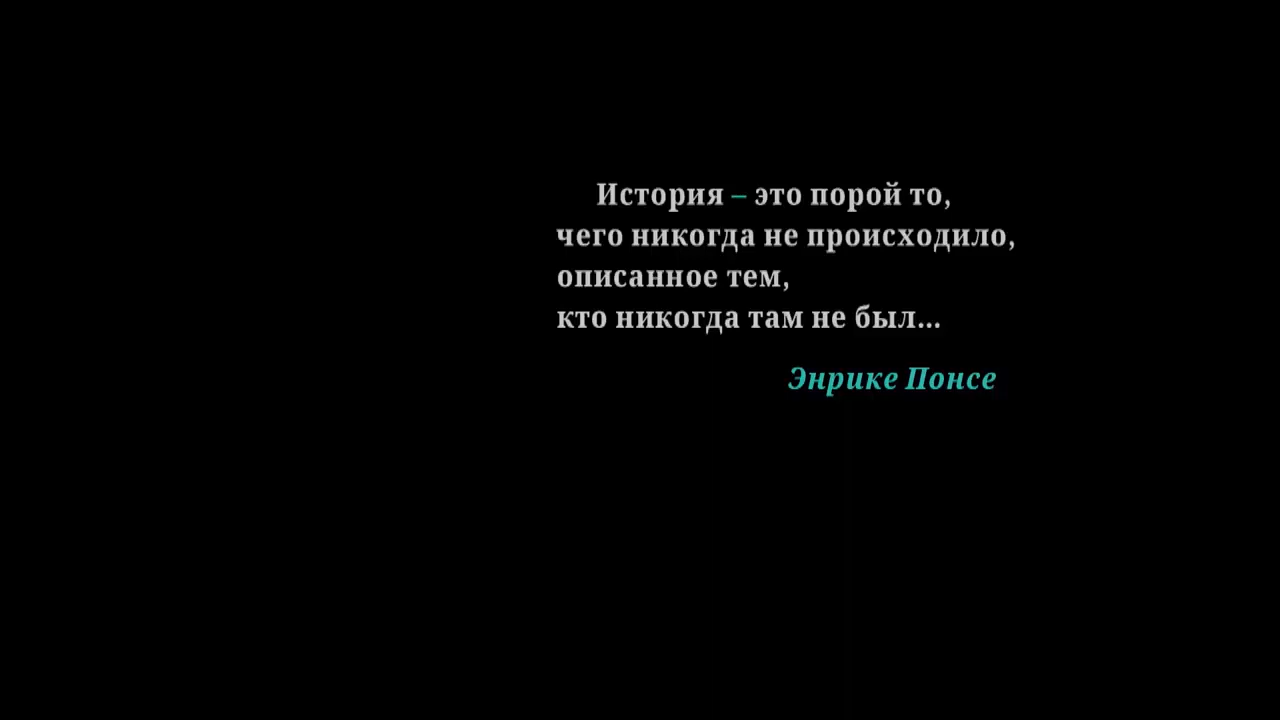 История – это порой то,
чего никогда не происходило,
описанное тем,
кто никогда там не был...
Энрике Понсе